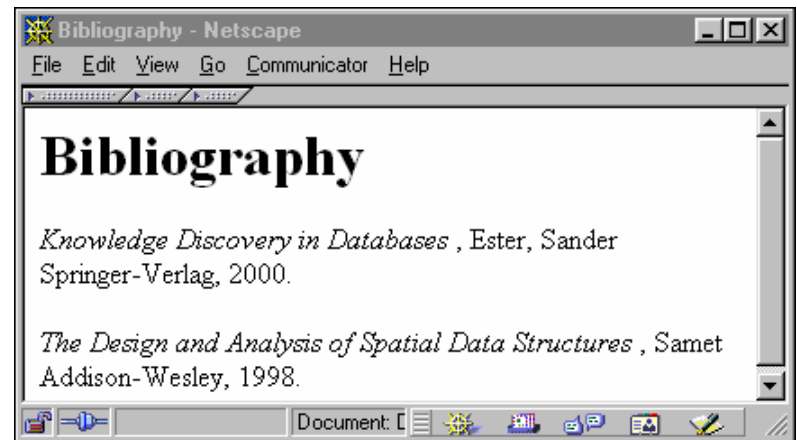 Bibliography - Netscape
File Edit View Go Communicator Help
Bibliography
Knowledge Discovery in Databases , Ester, Sander
Springer-Verlag, 2000.
The Design and Analysis of Spatial Data Structures , Samet
Addison-Wesley, 1998.
Document: